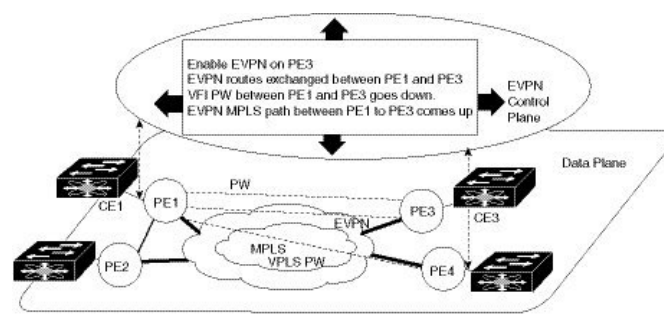 Enable EVPN on PE3
EVPN routes exchanged between PE1 and PE3
VFI PW between PE1 and PE3 goes down.
EVPN MPLS path between PE1 to PE3 comes up
EVPN
Control
Plane
Data Plane
PW
CE1
PE1
EVPN
PE3
CE3
MPLS
VPLS PW
PE2
PE4